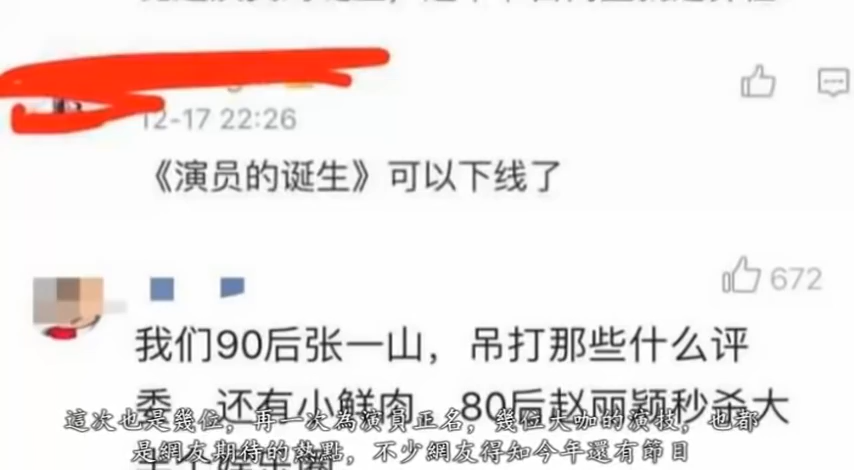 12-17 22:26
《演员的诞生》可以下线了
672
我们90后张一山，吊打那些什么评
委，还有小鲜肉，80后赵丽颖秒杀大
這次也是幾位，再一次為演員正名，幾位大咖的演技，也都
是網友期待的熱點，不少網友得知今年還有節目